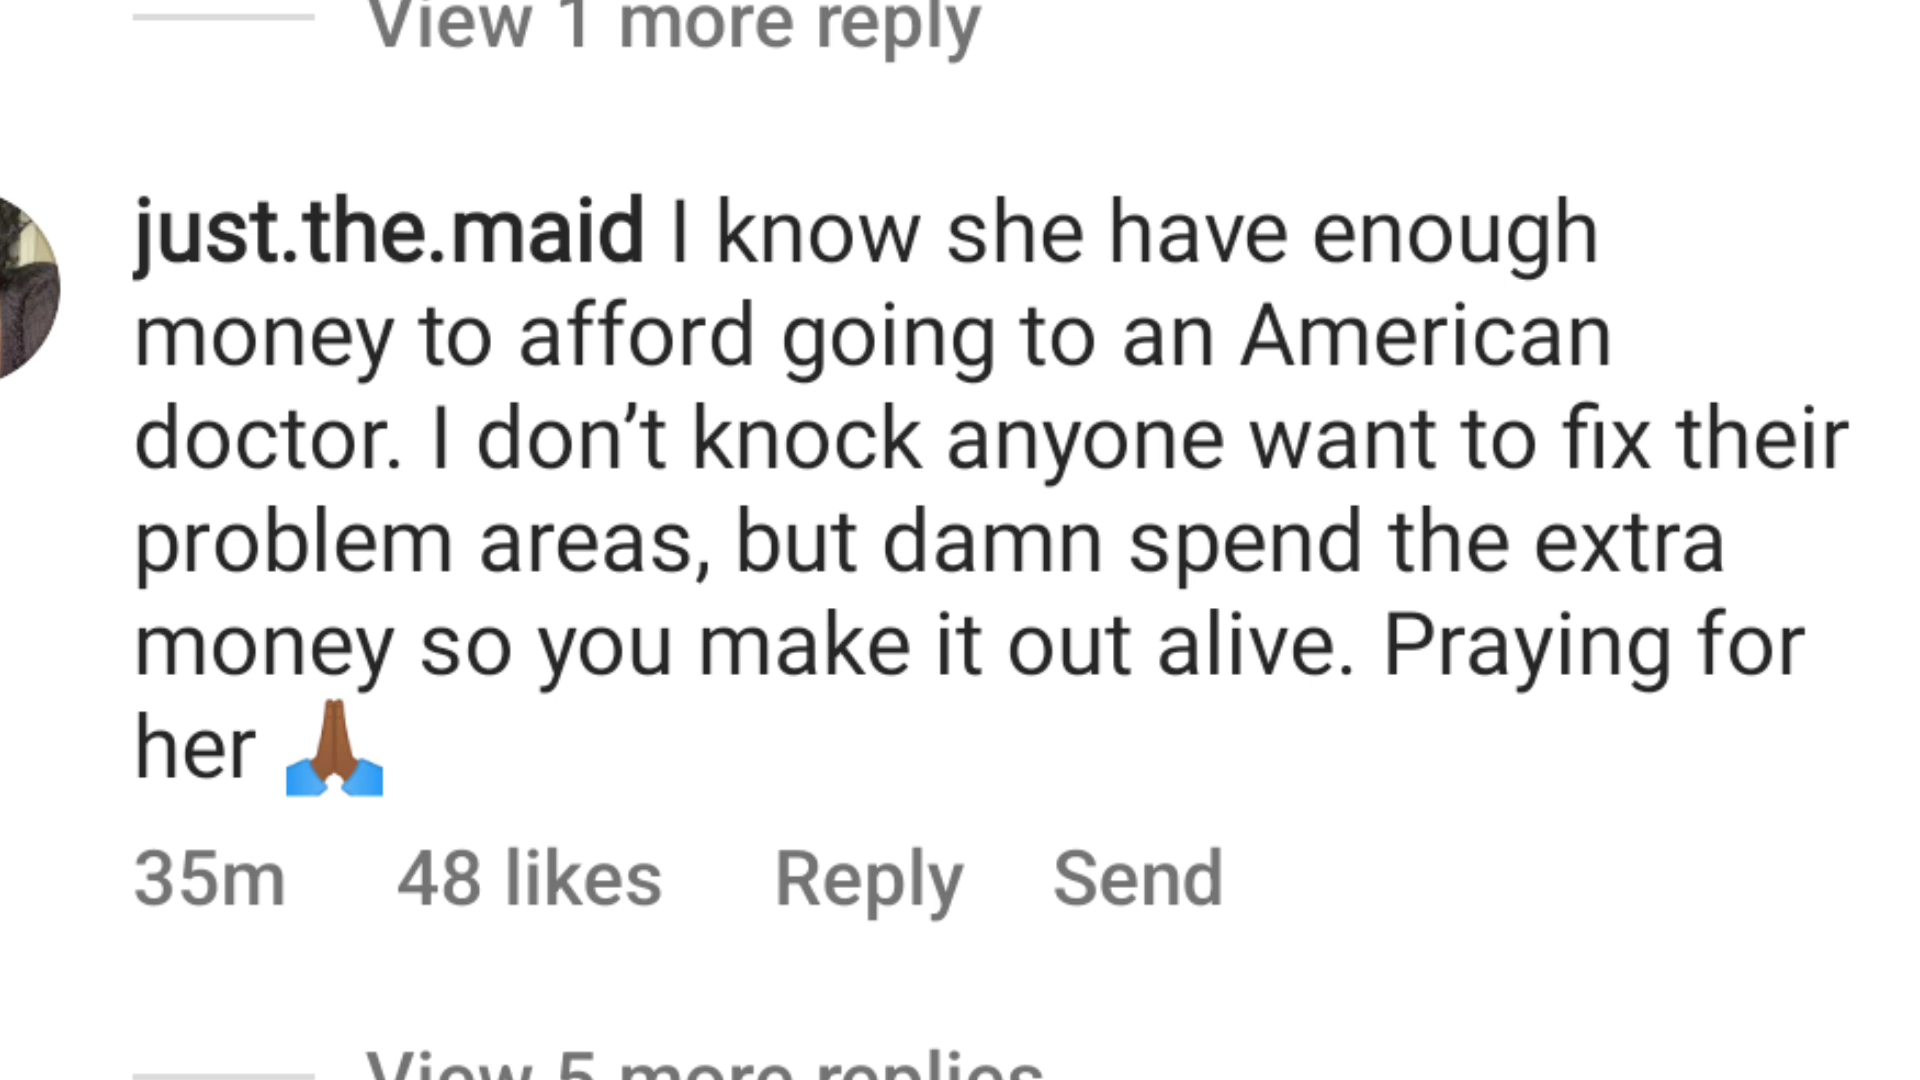 View 1 more reply
just.the.maid I know she have enough
money to afford going to an American
doctor. I don’t knock anyone want to fix their
problem areas, but damn spend the extra
money so you make it out alive. Praying for
her 🙏🏾
35m 48 likes Reply Send
View 5 more replies